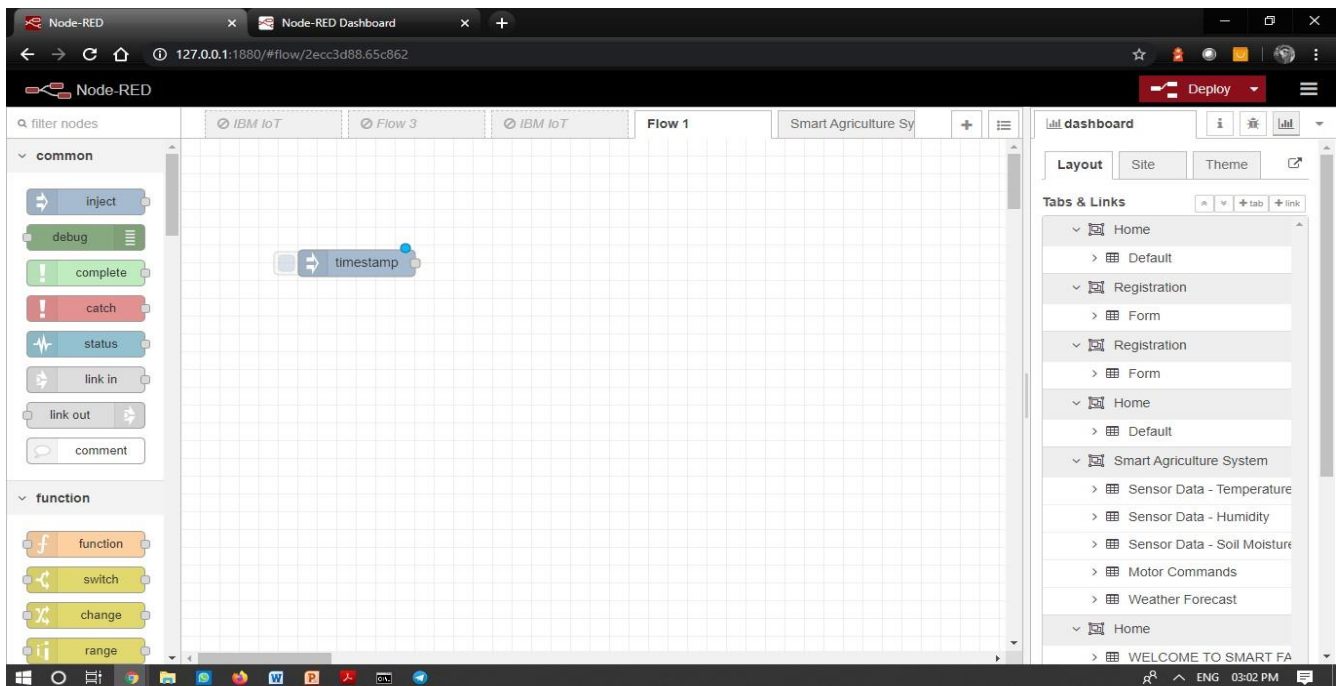 Node-RED
Node-RED Dashboard
127.0.0.1:1880/#flow/2ecc3d88.65c862
Node-RED
Deploy
filter nodes
IBM IoT
Flow 3
IBM IoT
Flow 1
Smart Agriculture Sy
dashboard
common
inject
debug
complete
catch
status
link in
link out
comment
function
function
switch
change
range
timestamp
Layout
Site
Theme
Tabs & Links
+tab
+link
Home
Default
Registration
Form
Registration
Form
Home
Default
Smart Agriculture System
Sensor Data - Temperature
Sensor Data - Humidity
Sensor Data - Soil Moisture
Motor Commands
Weather Forecast
Home
WELCOME TO SMART FA
ENG 03:02 PM